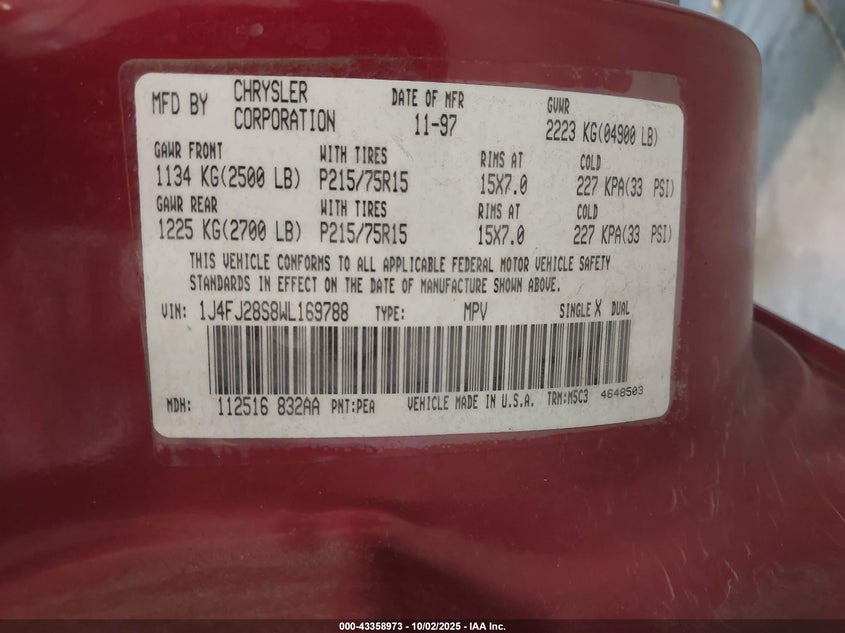 MFD BY CHRYSLER CORPORATION DATE OF MFR 11-97 GVWR 2223 KG(04900 LB)
GAWR FRONT WITH TIRES RIMS AT COLD
1134 KG(2500 LB) P215/75R15 15X7.0 227 KPA(33 PSI)
GAWR REAR WITH TIRES RIMS AT COLD
1225 KG(2700 LB) P215/75R15 15X7.0 227 KPA(33 PSI)
THIS VEHICLE CONFORMS TO ALL APPLICABLE FEDERAL MOTOR VEHICLE SAFETY
STANDARDS IN EFFECT ON THE DATE OF MANUFACTURE SHOWN ABOVE.
VIN: 1J4FJ28S8WL169788 TYPE: MPV SINGLE X DUAL
MDH: 112516 832AA PNT:PEA VEHICLE MADE IN U.S.A. TRM:M5C3 4648503
000-43358973 - 10/02/2025 - IAA Inc.